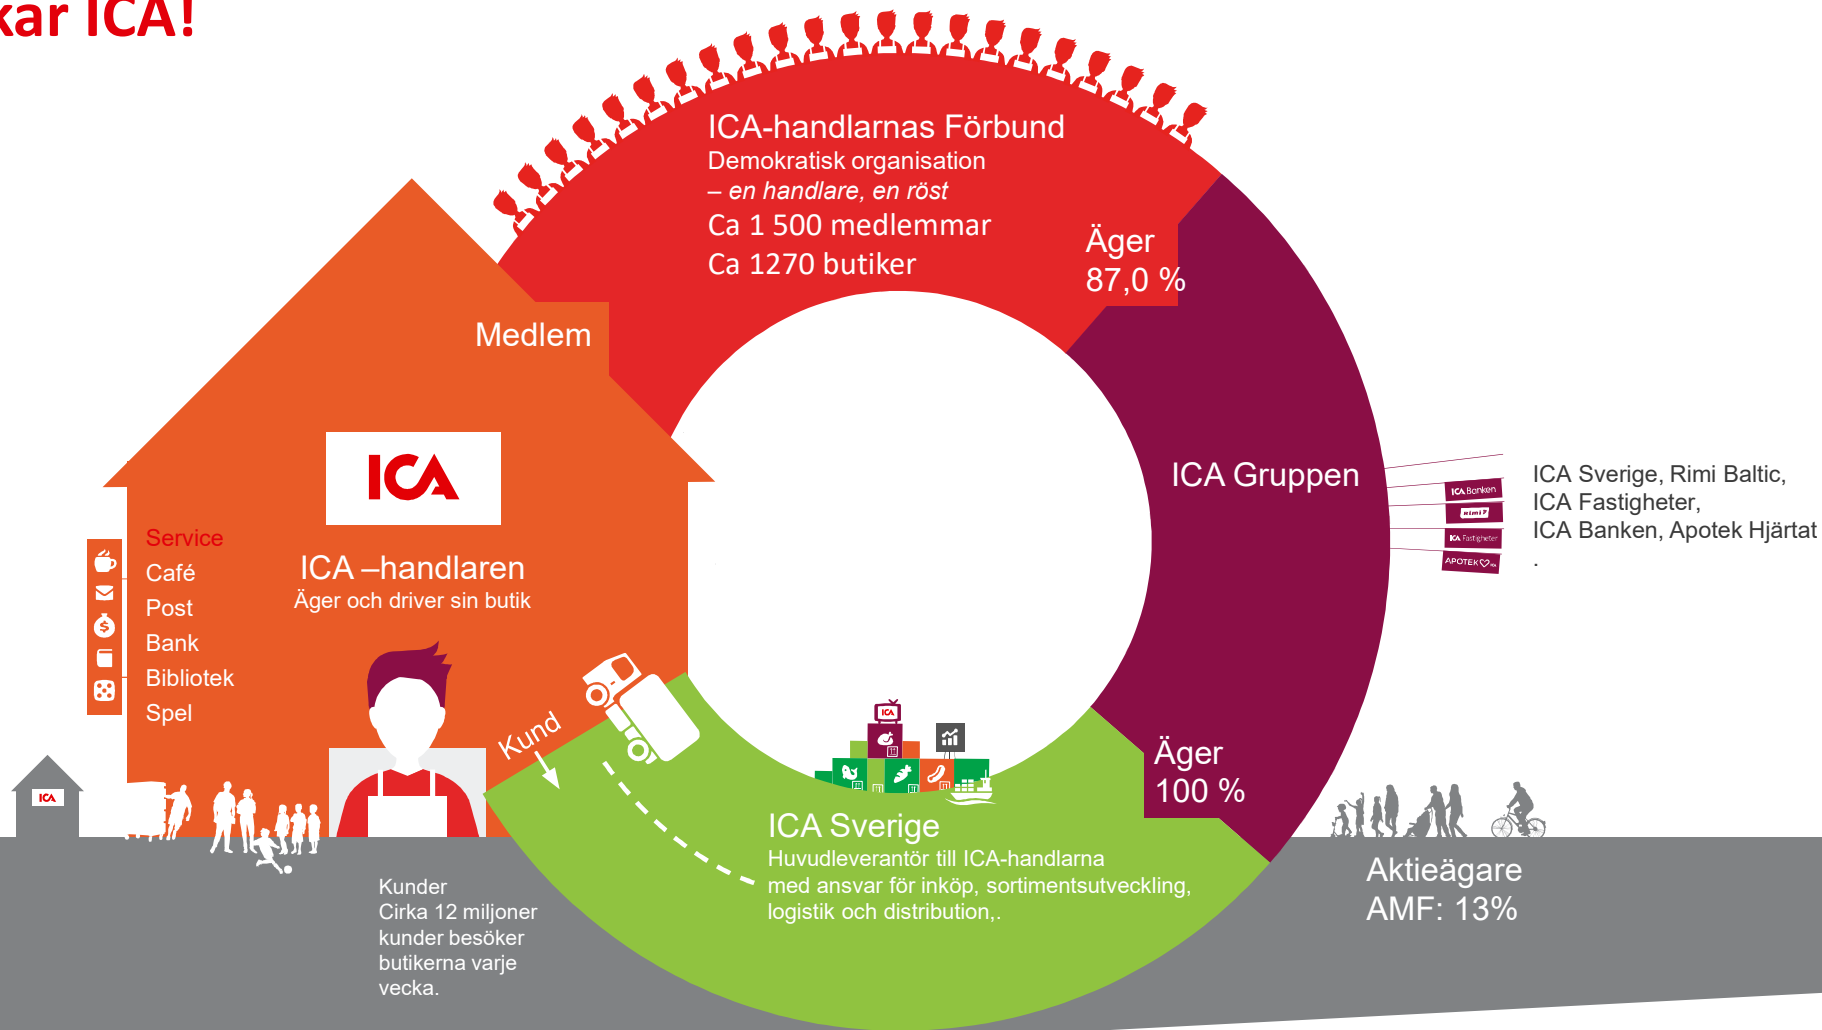 kar ICA!
ICA-handlarnas Förbund
Demokratisk organisation
– en handlare, en röst
Ca 1 500 medlemmar
Ca 1270 butiker
Äger
87,0 %
Medlem
ICA
ICA –handlaren
Äger och driver sin butik
Service
Café
Post
Bank
Bibliotek
Spel
Kund
ICA Gruppen
ICA Banken
Rimi
ICA Fastigheter
APOTEK
ICA Sverige, Rimi Baltic,
ICA Fastigheter,
ICA Banken, Apotek Hjärtat
.
ICA
Äger
100 %
ICA Sverige
Huvudleverantör till ICA-handlarna
med ansvar för inköp, sortimentsutveckling,
logistik och distribution,.
ICA
Kunder
Cirka 12 miljoner
kunder besöker
butikerna varje
vecka.
Aktieägare
AMF: 13%